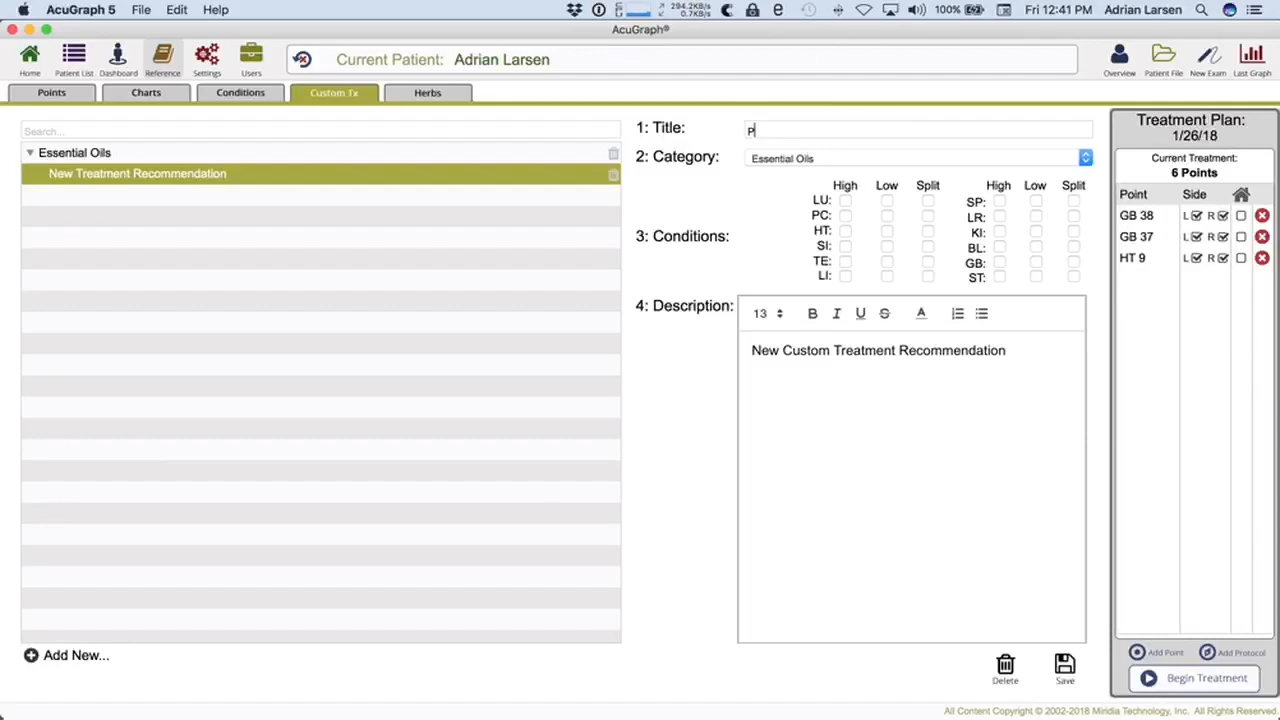 AcuGraph 5 File Edit Help 294.2KB/s 0.7KB/s 100% Fri 12:41 PM Adrian Larsen
AcuGraph®
Home Patient List Dashboard Reference Settings Users Current Patient: Adrian Larsen Overview Patient File New Exam Last Graph
Points Charts Conditions Custom Tx Herbs
Search...
Essential Oils
New Treatment Recommendation
Add New...
1: Title: p
2: Category: Essential Oils
High Low Split High Low Split
3: Conditions:
LU: SP:
PC: LR:
HT: KI:
SI: BL:
TE: GB:
LI: ST:
4: Description:
13 B I U S A
New Custom Treatment Recommendation
Delete Save
Treatment Plan:
1/26/18
Current Treatment:
6 Points
Point Side
GB 38 L R
GB 37 L R
HT 9 L R
Add Point Add Protocol
Begin Treatment
All Content Copyright © 2002-2018 Miridia Technology, Inc. All Rights Reserved.